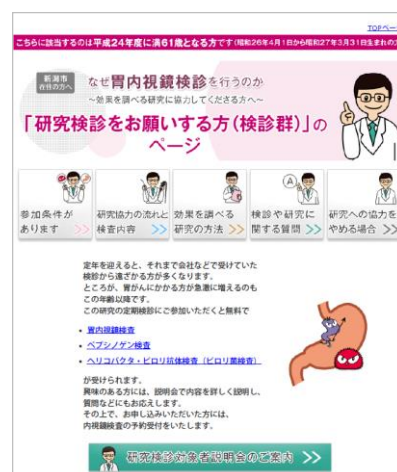 TOPペー
こちらに該当するのは平成24年度に満61歳となる方です(昭和26年4月1日から昭和27年3月31日生まれの
新潟市
在住の方へ
なぜ胃内視鏡検診を行うのか
~効果を調べる研究に協力してくださる方へ~
「研究検診をお願いする方(検診群)」の
ページ
参加条件が
あります >>
研究協力の流れと
検査内容 >>
効果を調べる
研究の方法 >>
検診や研究に
関する質問 >>
研究への協力を
やめる場合 >>
定年を迎えると、それまで会社などで受けていた
検診から遠ざかる方が多くなります。
ところが、胃がんにかかる方が急激に増えるのも
この年齢以降です。
この研究の定期検診にご参加いただくと無料で
・胃内視鏡検査
・ペプシノゲン検査
・ヘリコバクタ・ピロリ抗体検査(ピロリ菌検査)
が受けられます。
興味のある方には、説明会で内容を詳しく説明し、
質問などにもお応えします。
その上で、お申し込みいただいた方には、
内視鏡検査の予約受付をいたします。
研究検診対象者説明会のご案内 >>